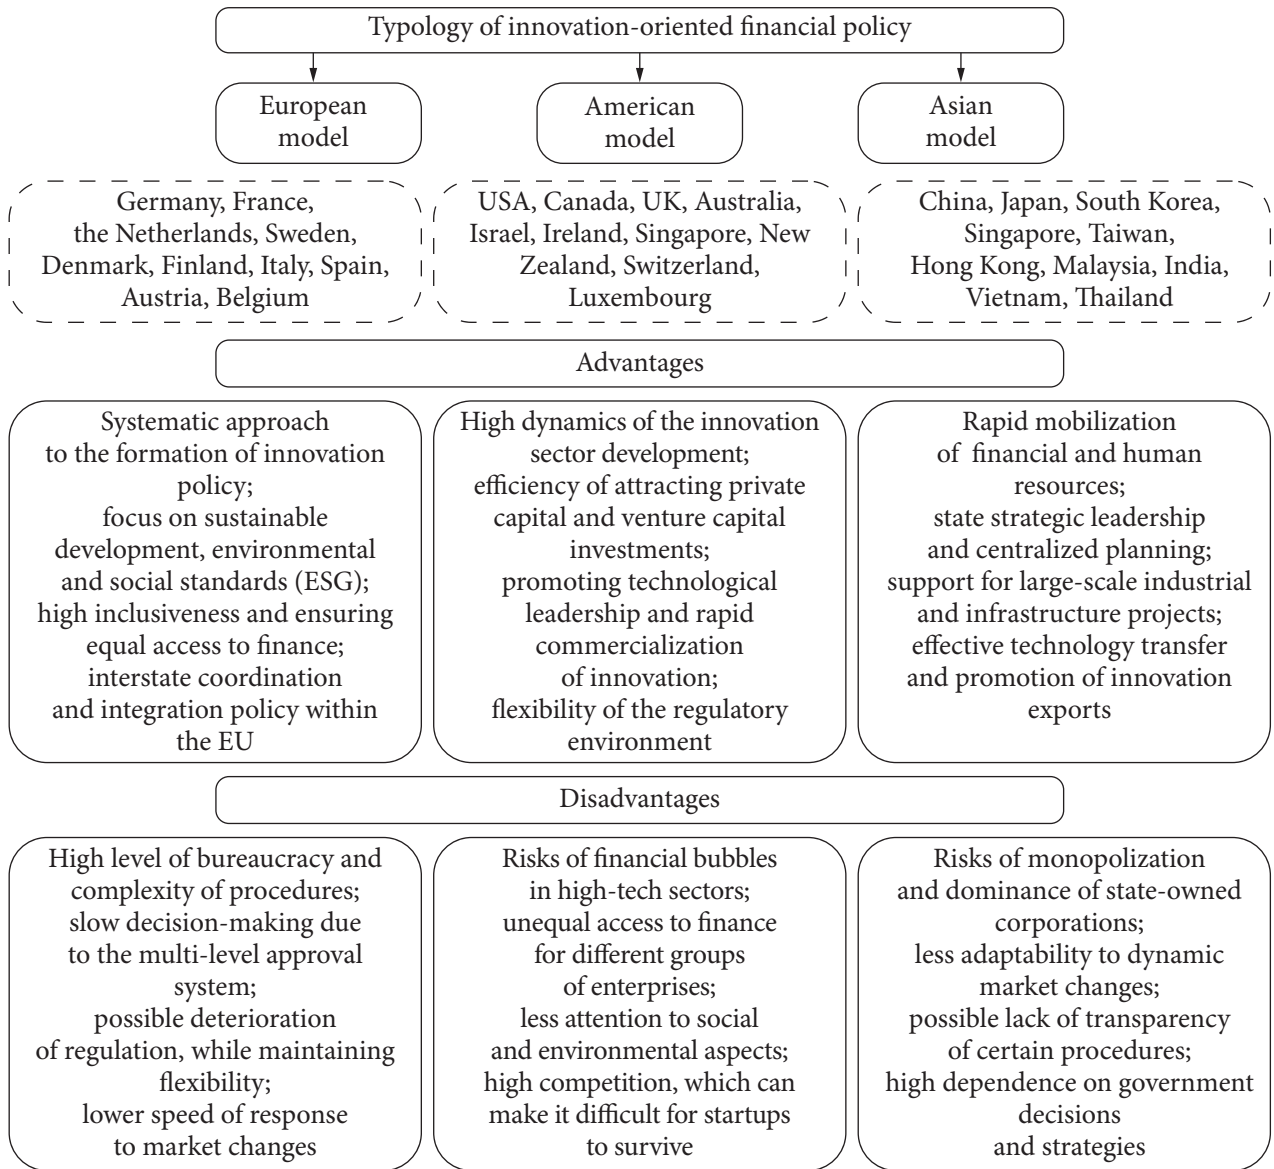 Typology of innovation-oriented financial policy
European
model
American
model
Asian
model
Germany, France,
the Netherlands, Sweden,
Denmark, Finland, Italy, Spain,
Austria, Belgium
USA, Canada, UK, Australia,
Israel, Ireland, Singapore, New
Zealand, Switzerland,
Luxembourg
China, Japan, South Korea,
Singapore, Taiwan,
Hong Kong, Malaysia, India,
Vietnam, Thailand
Advantages
Systematic approach
to the formation of innovation
policy;
focus on sustainable
development, environmental
and social standards (ESG);
high inclusiveness and ensuring
equal access to finance;
interstate coordination
and integration policy within
the EU
High dynamics of the innovation
sector development;
efficiency of attracting private
capital and venture capital
investments;
promoting technological
leadership and rapid
commercialization
of innovation;
flexibility of the regulatory
environment
Rapid mobilization
of financial and human
resources;
state strategic leadership
and centralized planning;
support for large-scale industrial
and infrastructure projects;
effective technology transfer
and promotion of innovation
exports
Disadvantages
High level of bureaucracy and
complexity of procedures;
slow decision-making due
to the multi-level approval
system;
possible deterioration
of regulation, while maintaining
flexibility;
lower speed of response
to market changes
Risks of financial bubbles
in high-tech sectors;
unequal access to finance
for different groups
of enterprises;
less attention to social
and environmental aspects;
high competition, which can
make it difficult for startups
to survive
Risks of monopolization
and dominance of state-owned
corporations;
less adaptability to dynamic
market changes;
possible lack of transparency
of certain procedures;
high dependence on government
decisions
and strategies